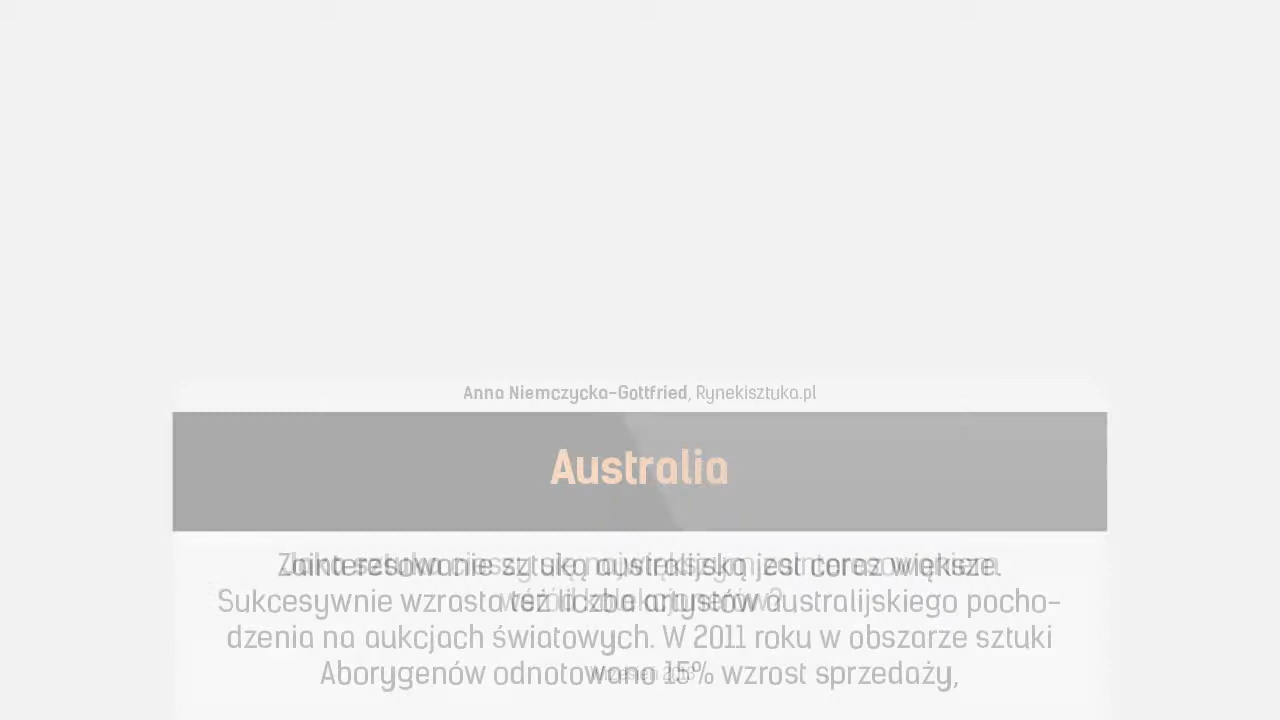 Anna Niemczycka-Gottfried, Rynekisztuka.pl
Australia
Zainteresowanie sztuką australijską jest coraz większe.
Sukcesywnie wzrasta też liczba artystów australijskiego pocho-
dzenia na aukcjach światowych. W 2011 roku w obszarze sztuki
Aborygenów odnotowano 15% wzrost sprzedaży,